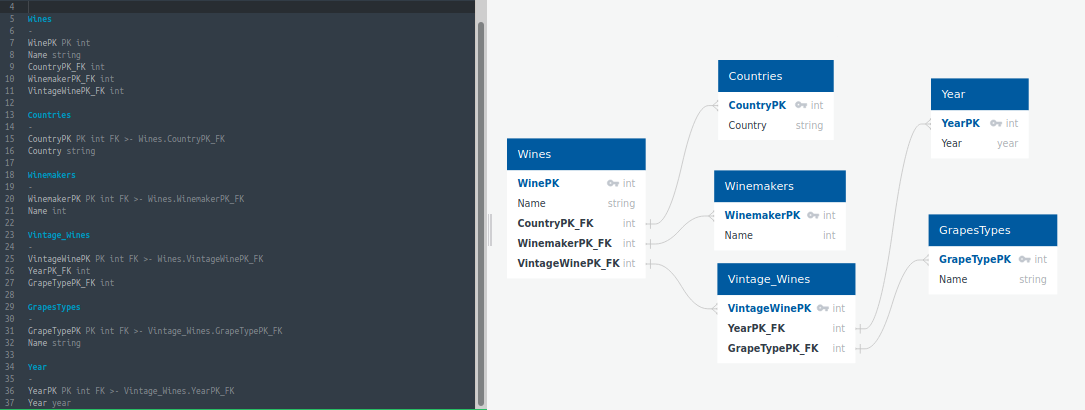 4
5 Wines
6 -
7 WinePK PK int
8 Name string
9 CountryPK_FK int
10 WinemakerPK_FK int
11 VintageWinePK_FK int
12
13 Countries
14 -
15 CountryPK PK int FK >- Wines.CountryPK_FK
16 Country string
17
18 Winemakers
19 -
20 WinemakerPK PK int FK >- Wines.WinemakerPK_FK
21 Name int
22
23 Vintage_Wines
24 -
25 VintageWinePK PK int FK >- Wines.VintageWinePK_FK
26 YearPK_FK int
27 GrapeTypePK_FK int
28
29 GrapesTypes
30 -
31 GrapeTypePK PK int FK >- Vintage_Wines.GrapeTypePK_FK
32 Name string
33
34 Year
35 -
36 YearPK PK int FK >- Vintage_Wines.YearPK_FK
37 Year year
Wines
WinePK int
Name string
CountryPK_FK int
WinemakerPK_FK int
VintageWinePK_FK int
Countries
CountryPK int
Country string
Winemakers
WinemakerPK int
Name int
Vintage_Wines
VintageWinePK int
YearPK_FK int
GrapeTypePK_FK int
Year
YearPK int
Year year
GrapesTypes
GrapeTypePK int
Name string